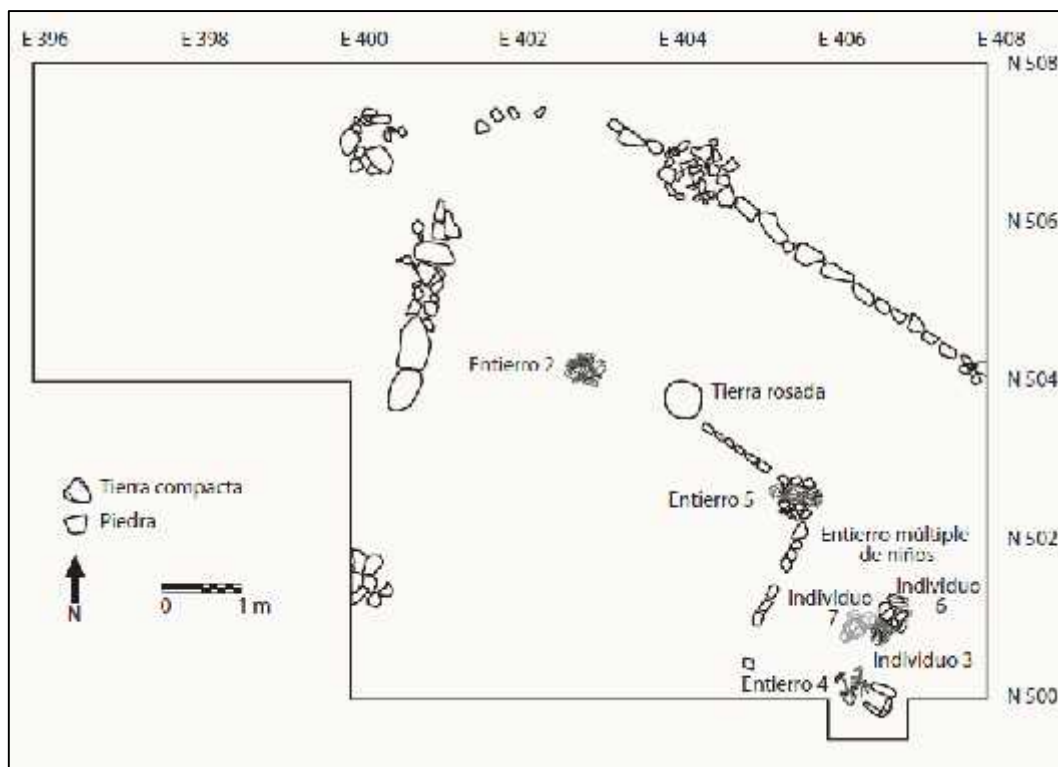 E 396 E 398 E 400 E 402 E 404 E 406 E 408
N 508
N 506
Entierro 2
N 504
Tierra rosada
Tierra compacta
Entierro 5
Piedra
Entierro múltiple
de niños
N 502
N
0 1 m
Individuo
7
Individuo
6
Individuo 3
Entierro 4
N 500